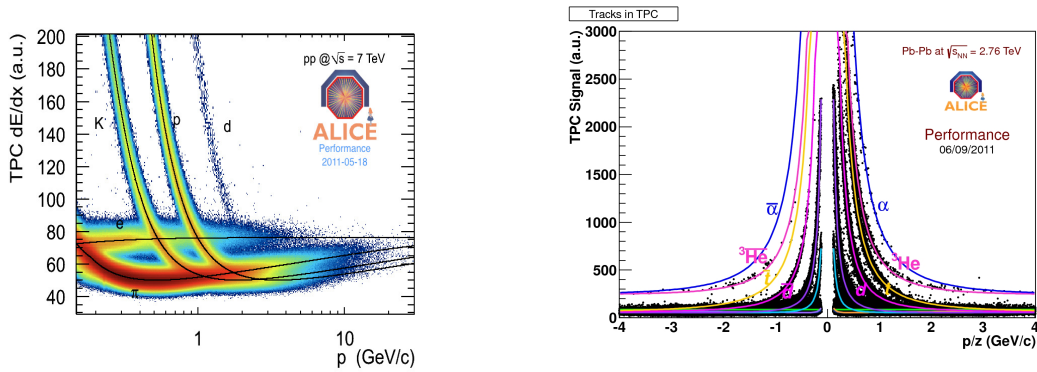 TPC dE/dx (a.u.)
200
180
160
140
120
100
80
60
40
K
p
d
e
π
pp @ √s = 7 TeV
ALICE
Performance
2011-05-18
1
10
p (GeV/c)
Tracks in TPC
TPC Signal (a.u.)
3000
2500
2000
1500
1000
500
0
Pb-Pb at √sNN = 2.76 TeV
ALICE
Performance
06/09/2011
α̅
α
³H̅e̅
³He
t
d
t
-4
-3
-2
-1
0
1
2
3
4
p/z (GeV/c)